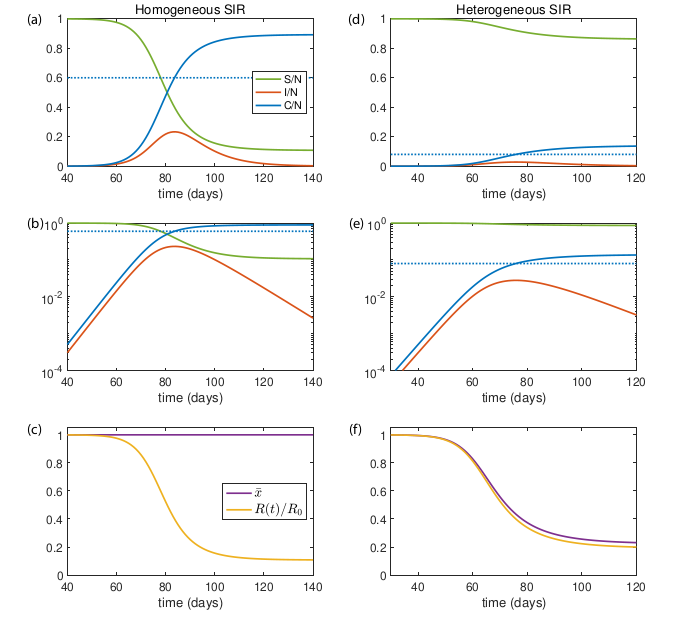 Homogeneous SIR
(a)
1
0.8
0.6
0.4
0.2
0
S/N
I/N
C/N
40 60 80 100 120 140
time (days)
Heterogeneous SIR
(d)
1
0.8
0.6
0.4
0.2
0
40 60 80 100 120
time (days)
(b)
10^0
10^-2
10^-4
40 60 80 100 120 140
time (days)
(e)
10^0
10^-2
10^-4
40 60 80 100 120
time (days)
(c)
1
0.8
0.6
0.4
0.2
0
x̄
R(t)/R₀
40 60 80 100 120 140
time (days)
(f)
1
0.8
0.6
0.4
0.2
0
40 60 80 100 120
time (days)